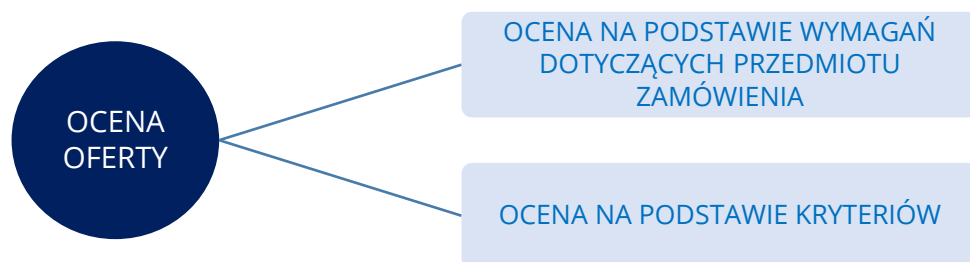 OCENA
OFERTY
OCENA NA PODSTAWIE WYMAGAŃ
DOTYCZĄCYCH PRZEDMIOTU
ZAMÓWIENIA
OCENA NA PODSTAWIE KRYTERIÓW